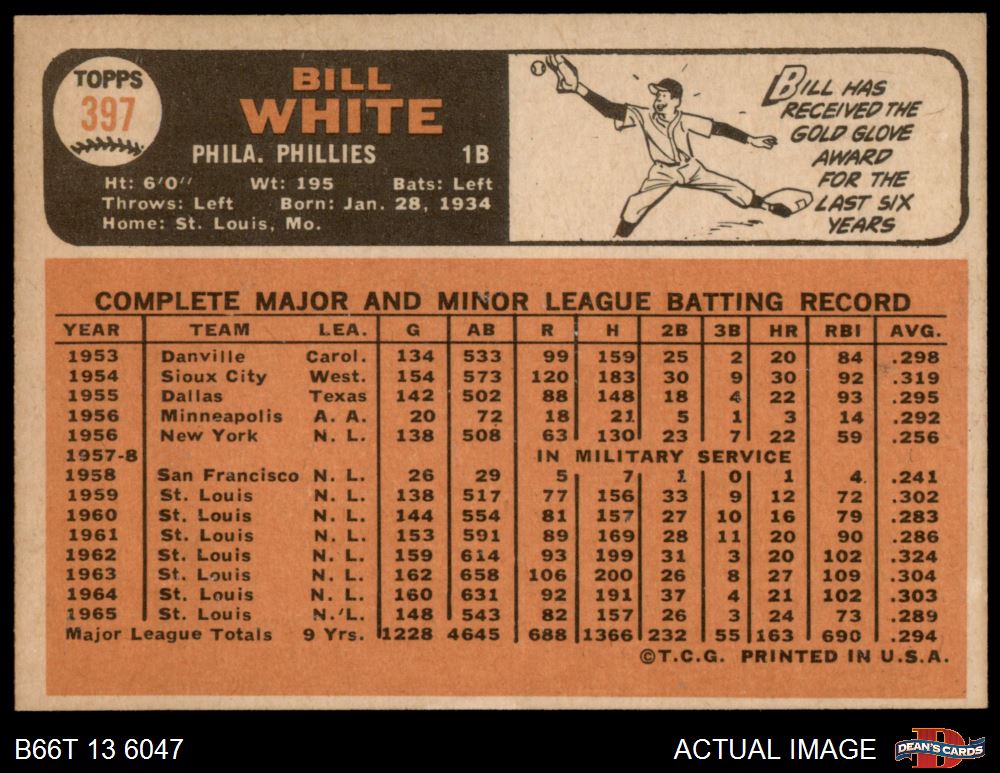 TOPPS
397
BILL
WHITE
PHILA. PHILLIES 1B
Ht: 6'0'' Wt: 195 Bats: Left
Throws: Left Born: Jan. 28, 1934
Home: St. Louis, Mo.
BILL HAS
RECEIVED THE
GOLD GLOVE
AWARD
FOR THE
LAST SIX
YEARS
COMPLETE MAJOR AND MINOR LEAGUE BATTING RECORD
YEAR TEAM LEA. G AB R H 2B 3B HR RBI AVG.
1953 Danville Carol. 134 533 99 159 25 2 20 84 .298
1954 Sioux City West. 154 573 120 183 30 9 30 92 .319
1955 Dallas Texas 142 502 88 148 18 4 22 93 .295
1956 Minneapolis A. A. 20 72 18 21 5 1 3 14 .292
1956 New York N. L. 138 508 63 130 23 7 22 59 .256
1957-8 IN MILITARY SERVICE
1958 San Francisco N. L. 26 29 5 7 1 0 1 4 .241
1959 St. Louis N. L. 138 517 77 156 33 9 12 72 .302
1960 St. Louis N. L. 144 554 81 157 27 10 16 79 .283
1961 St. Louis N. L. 153 591 89 169 28 11 20 90 .286
1962 St. Louis N. L. 159 614 93 199 31 3 20 102 .324
1963 St. Louis N. L. 162 658 106 200 26 8 27 109 .304
1964 St. Louis N. L. 160 631 92 191 37 4 21 102 .303
1965 St. Louis N. L. 148 543 82 157 26 3 24 73 .289
Major League Totals 9 Yrs. 1228 4645 688 1366 232 55 163 690 .294
©T.C.G. PRINTED IN U.S.A.
B66T 13 6047
ACTUAL IMAGE
D
DEAN'S CARDS